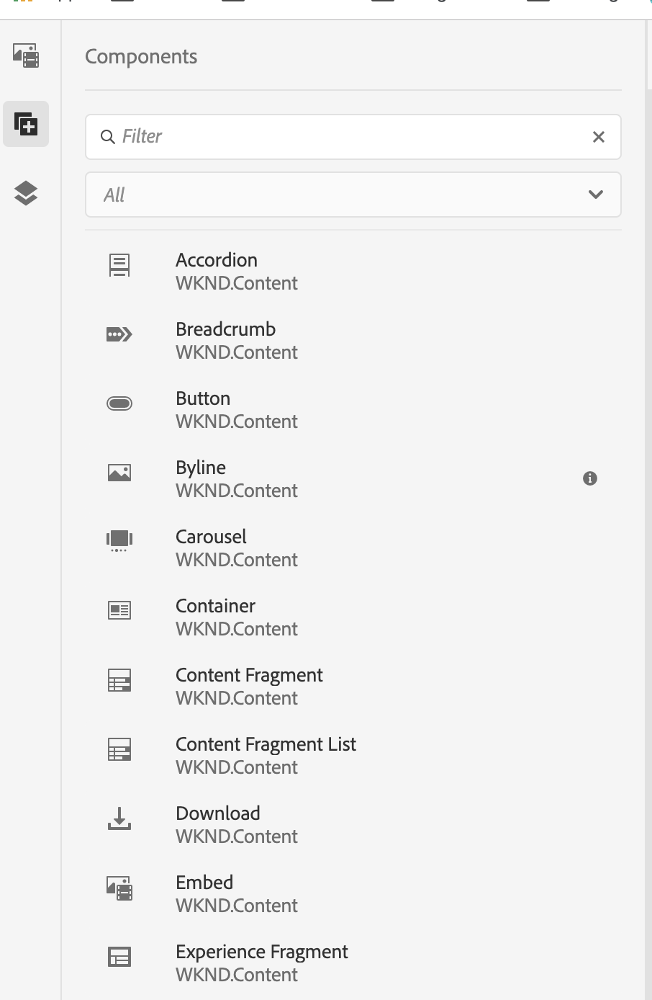 Components
Filter
All
Accordion
WKND.Content
Breadcrumb
WKND.Content
Button
WKND.Content
Byline
WKND.Content
Carousel
WKND.Content
Container
WKND.Content
Content Fragment
WKND.Content
Content Fragment List
WKND.Content
Download
WKND.Content
Embed
WKND.Content
Experience Fragment
WKND.Content